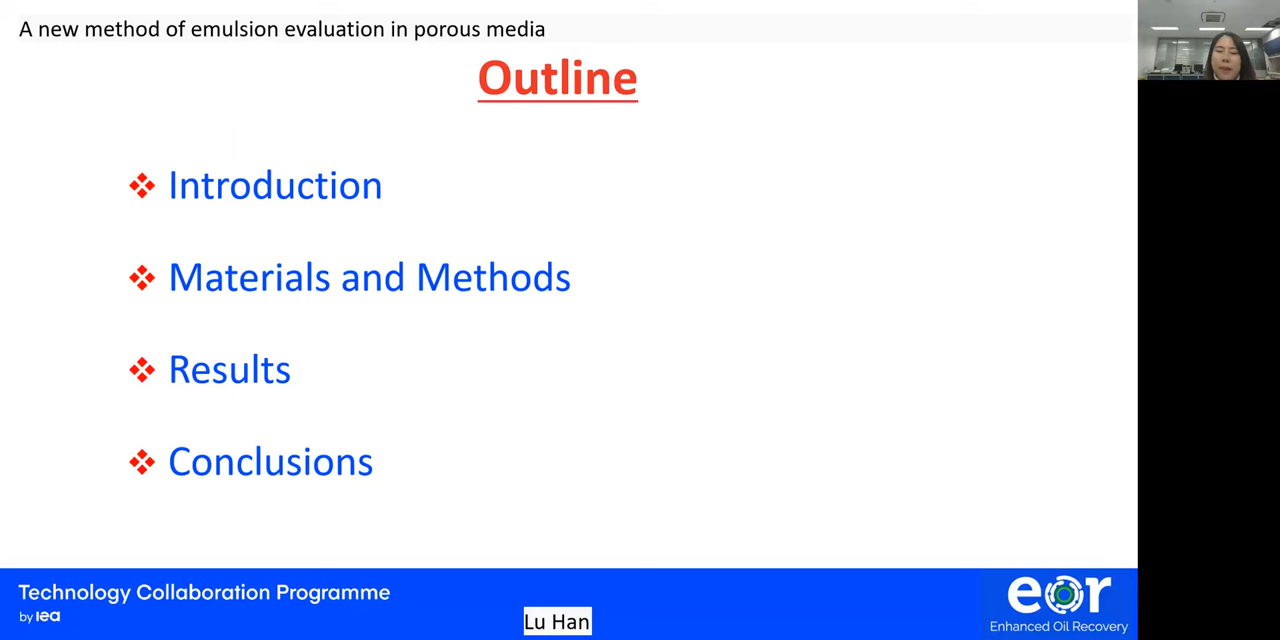 A new method of emulsion evaluation in porous media
Outline
Introduction
Materials and Methods
Results
Conclusions
Technology Collaboration Programme
by iea
Lu Han
eor
Enhanced Oil Recovery